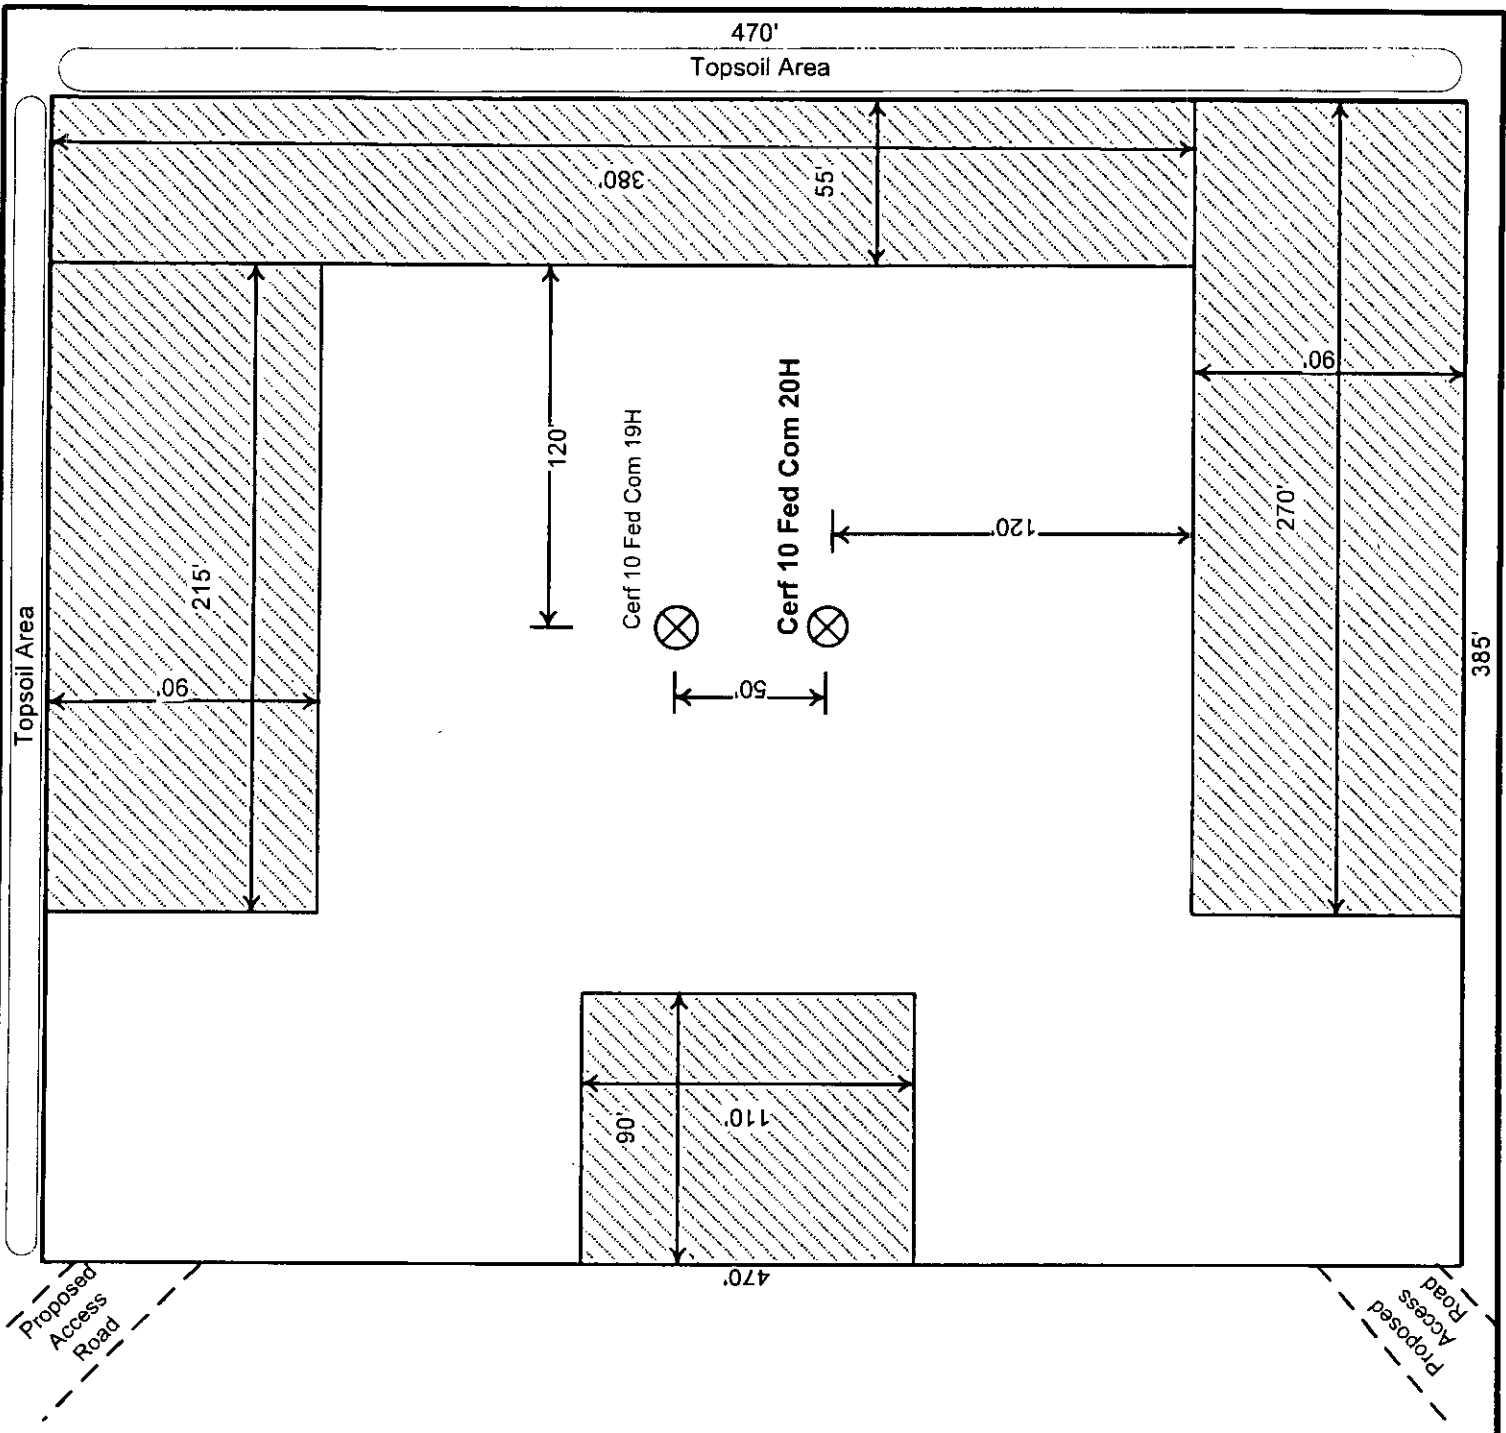 470'
Topsoil Area
380'
55'
90'
120'
Cerf 10 Fed Com 19H
Cerf 10 Fed Com 20H
270'
120'
215'
Topsoil Area
90'
50'
385'
90'
110'
470'
Proposed
Access
Road
Proposed
Access
Road